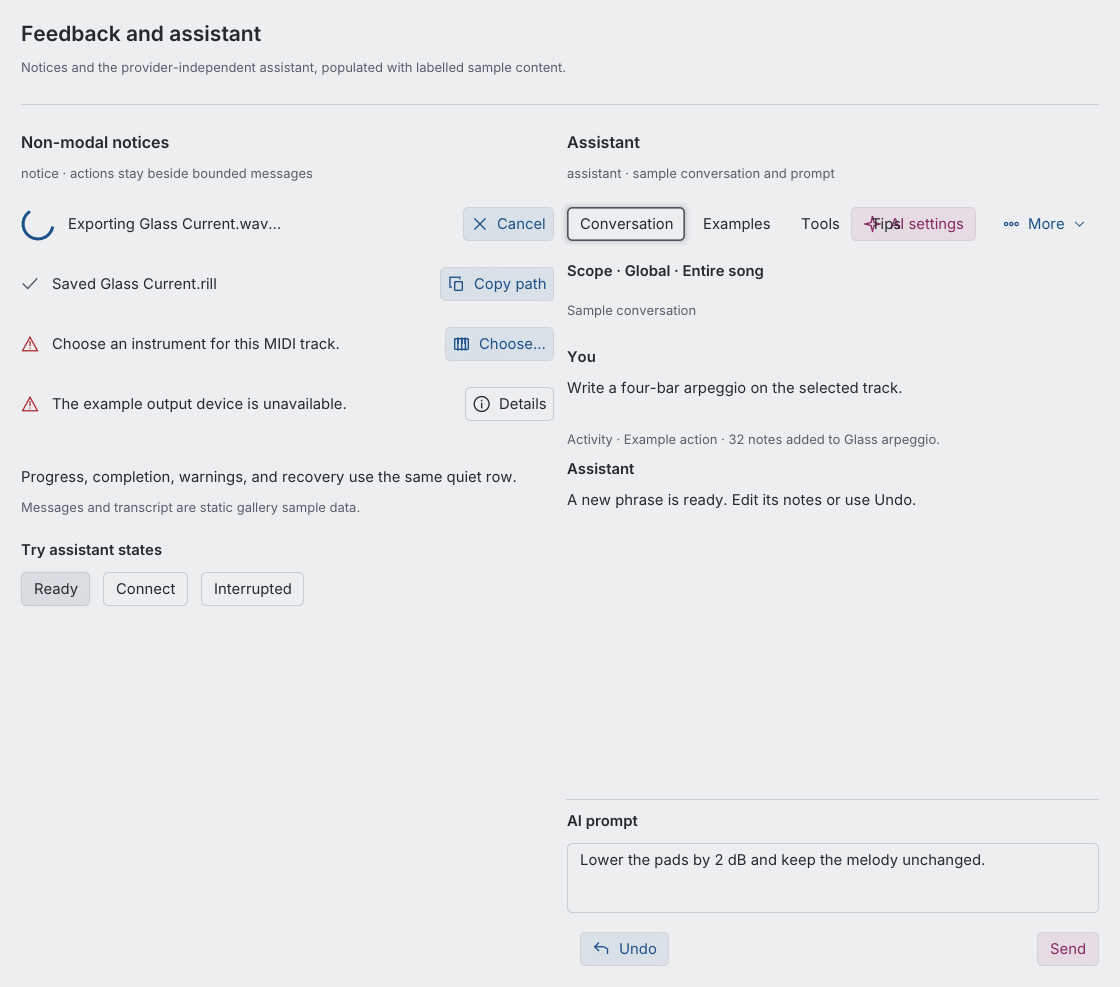 Feedback and assistant
Notices and the provider-independent assistant, populated with labelled sample content.
Non-modal notices
notice · actions stay beside bounded messages
Exporting Glass Current.wav...
Cancel
Saved Glass Current.rill
Copy path
Choose an instrument for this MIDI track.
Choose...
The example output device is unavailable.
Details
Progress, completion, warnings, and recovery use the same quiet row.
Messages and transcript are static gallery sample data.
Try assistant states
Ready Connect Interrupted
Assistant
assistant · sample conversation and prompt
Conversation Examples Tools Tips AI settings More
Scope · Global · Entire song
Sample conversation
You
Write a four-bar arpeggio on the selected track.
Activity · Example action · 32 notes added to Glass arpeggio.
Assistant
A new phrase is ready. Edit its notes or use Undo.
AI prompt
Lower the pads by 2 dB and keep the melody unchanged.
Undo Send